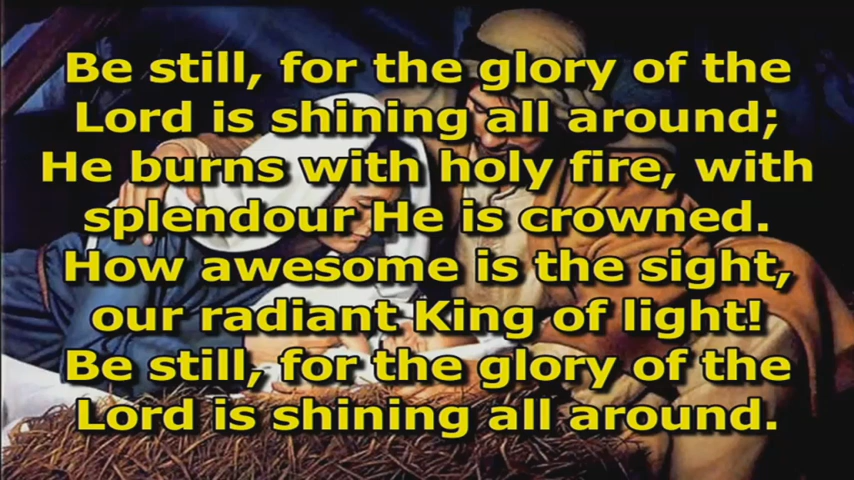 Be still, for the glory of the
Lord is shining all around;
He burns with holy fire, with
splendour He is crowned.
How awesome is the sight,
our radiant King of light!
Be still, for the glory of the
Lord is shining all around.